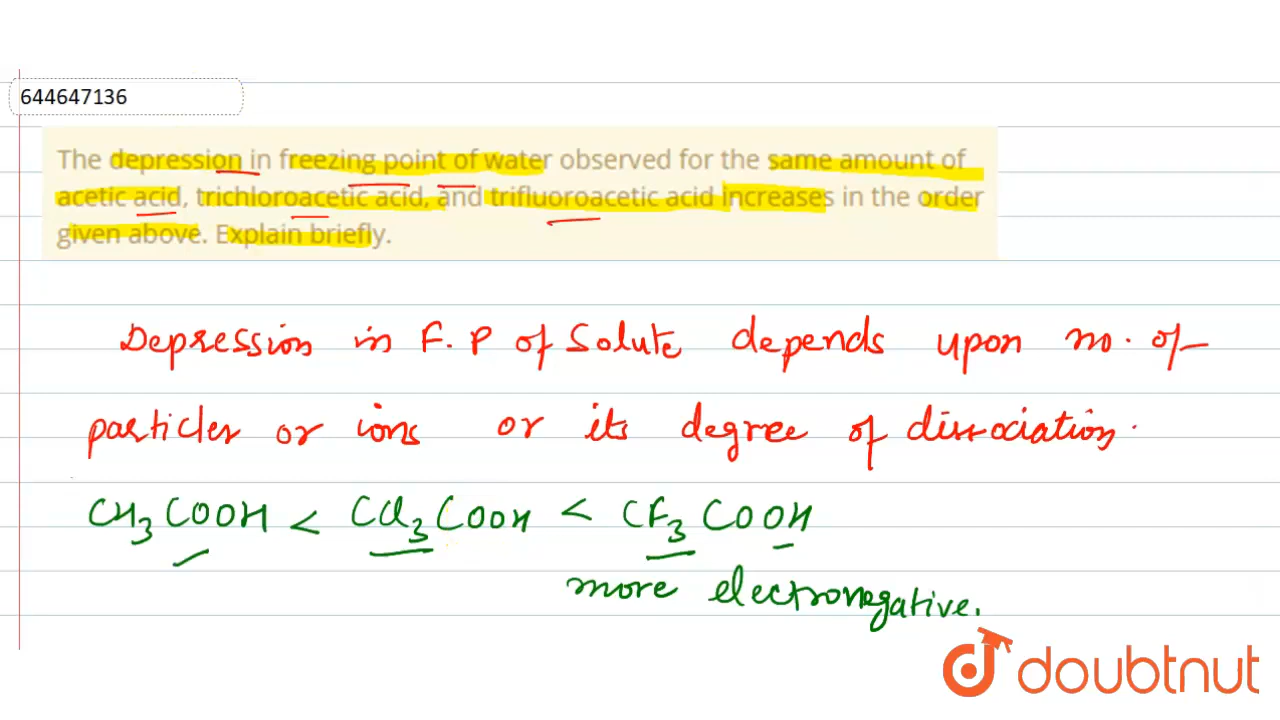 644647136
The depression in freezing point of water observed for the same amount of
acetic acid, trichloroacetic acid, and trifluoroacetic acid Increases in the order
given above. Explain briefly.
Depression in F.P of Solute depends upon no. of
particles or ions or its degree of dissociation.
CH3COOH < CCl3COOH < CF3COOH
more electronegative.
doubtnut